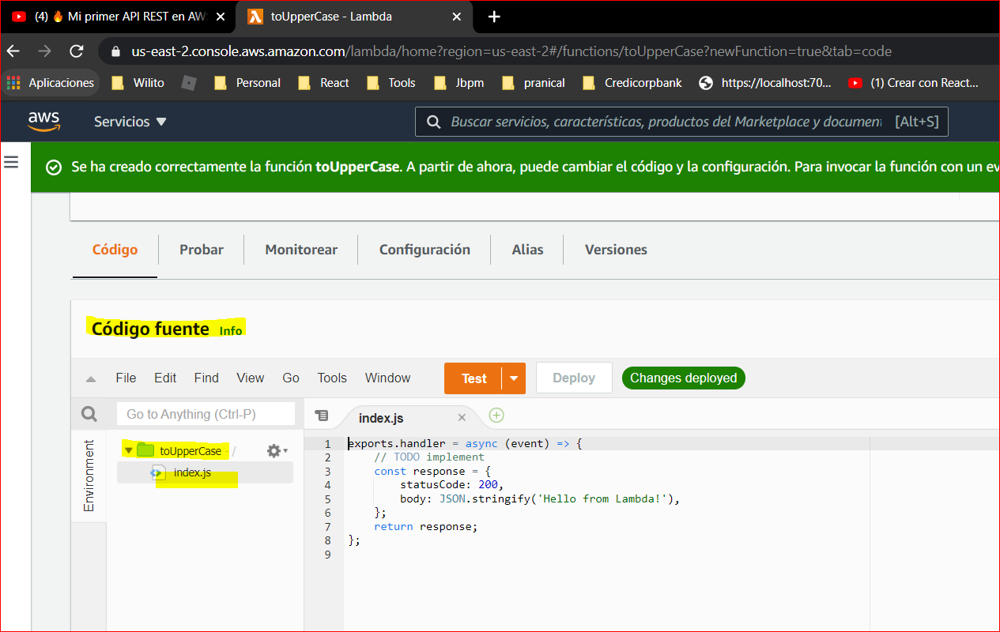 (4) 🔥 Mi primer API REST en AW
toUpperCase - Lambda
us-east-2.console.aws.amazon.com/lambda/home?region=us-east-2#/functions/toUpperCase?newFunction=true&tab=code
Aplicaciones Wilito Personal React Tools Jbpm pranical Credicorpbank https://localhost:70... (1) Crear con React...
aws Servicios Buscar servicios, características, productos del Marketplace y document [Alt+S]
Se ha creado correctamente la función toUpperCase. A partir de ahora, puede cambiar el código y la configuración. Para invocar la función con un ev
Código Probar Monitorear Configuración Alias Versiones
Código fuente Info
File Edit Find View Go Tools Window Test Deploy Changes deployed
Go to Anything (Ctrl-P)
index.js
Environment
toUpperCase - /
index.js
1 exports.handler = async (event) => {
2     // TODO implement
3     const response = {
4         statusCode: 200,
5         body: JSON.stringify('Hello from Lambda!'),
6     };
7     return response;
8 };
9